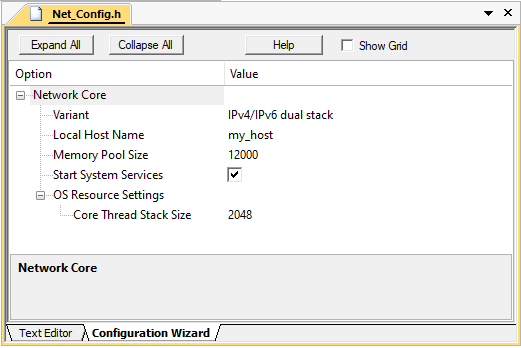 Net_Config.h
Expand All Collapse All Help Show Grid
Option Value
Network Core
Variant IPv4/IPv6 dual stack
Local Host Name my_host
Memory Pool Size 12000
Start System Services
OS Resource Settings
Core Thread Stack Size 2048
Network Core
Text Editor Configuration Wizard